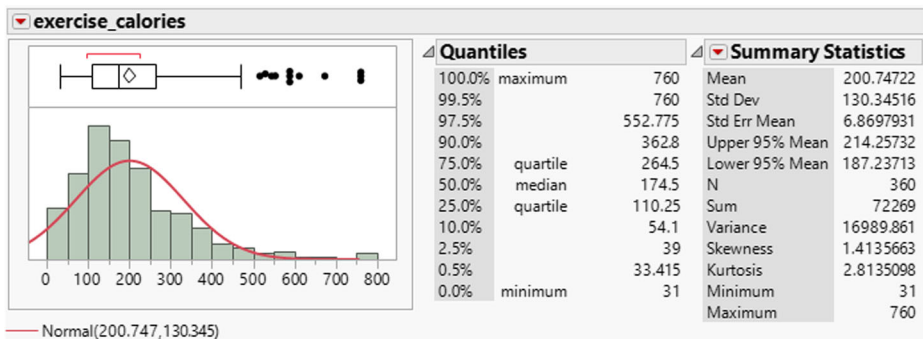 exercise_calories
0 100 200 300 400 500 600 700 800
Normal(200.747,130.345)
Quantiles
100.0% maximum 760
99.5% 760
97.5% 552.775
90.0% 362.8
75.0% quartile 264.5
50.0% median 174.5
25.0% quartile 110.25
10.0% 54.1
2.5% 39
0.5% 33.415
0.0% minimum 31
Summary Statistics
Mean 200.74722
Std Dev 130.34516
Std Err Mean 6.8697931
Upper 95% Mean 214.25732
Lower 95% Mean 187.23713
N 360
Sum 72269
Variance 16989.861
Skewness 1.4135663
Kurtosis 2.8135098
Minimum 31
Maximum 760